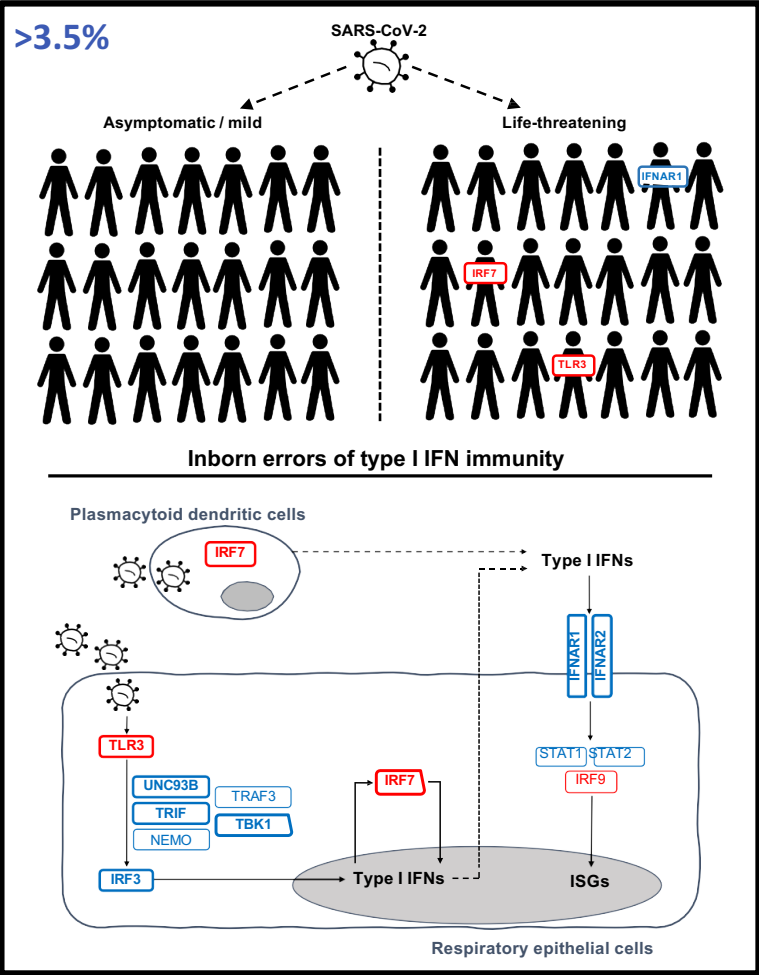 >3.5%
SARS-CoV-2
Asymptomatic / mild
Life-threatening
IFNAR1
IRF7
TLR3
Inborn errors of type I IFN immunity
Plasmacytoid dendritic cells
IRF7
Type I IFNs
IFNAR1
IFNAR2
TLR3
STAT1
STAT2
IRF9
UNC93B
TRAF3
TRIF
TBK1
NEMO
IRF7
IRF3
Type I IFNs
ISGs
Respiratory epithelial cells